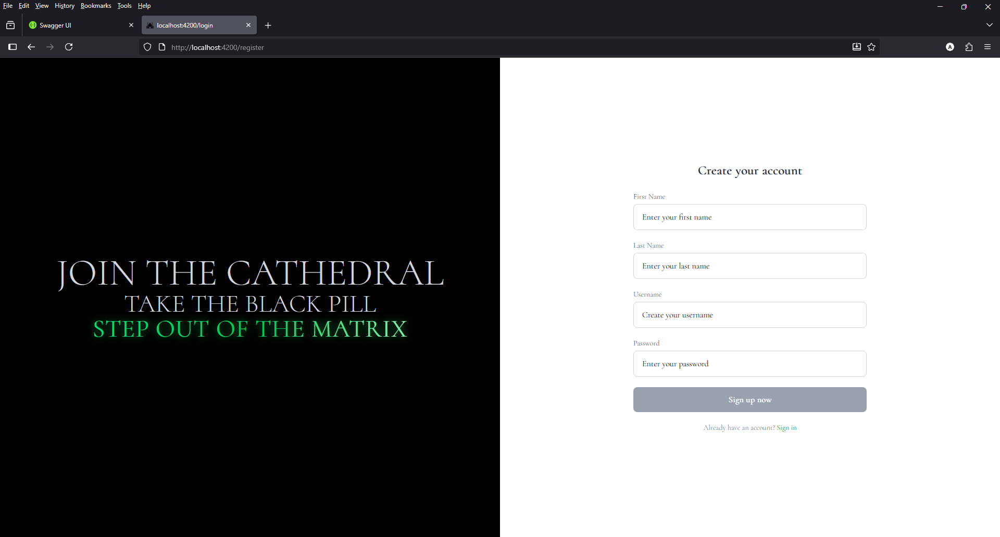 File Edit View History Bookmarks Tools Help
Swagger UI
localhost:4200/login
http://localhost:4200/register
A
JOIN THE CATHEDRAL
TAKE THE BLACK PILL
STEP OUT OF THE MATRIX
Create your account
First Name
Enter your first name
Last Name
Enter your last name
Username
Create your username
Password
Enter your password
Sign up now
Already have an account? Sign in